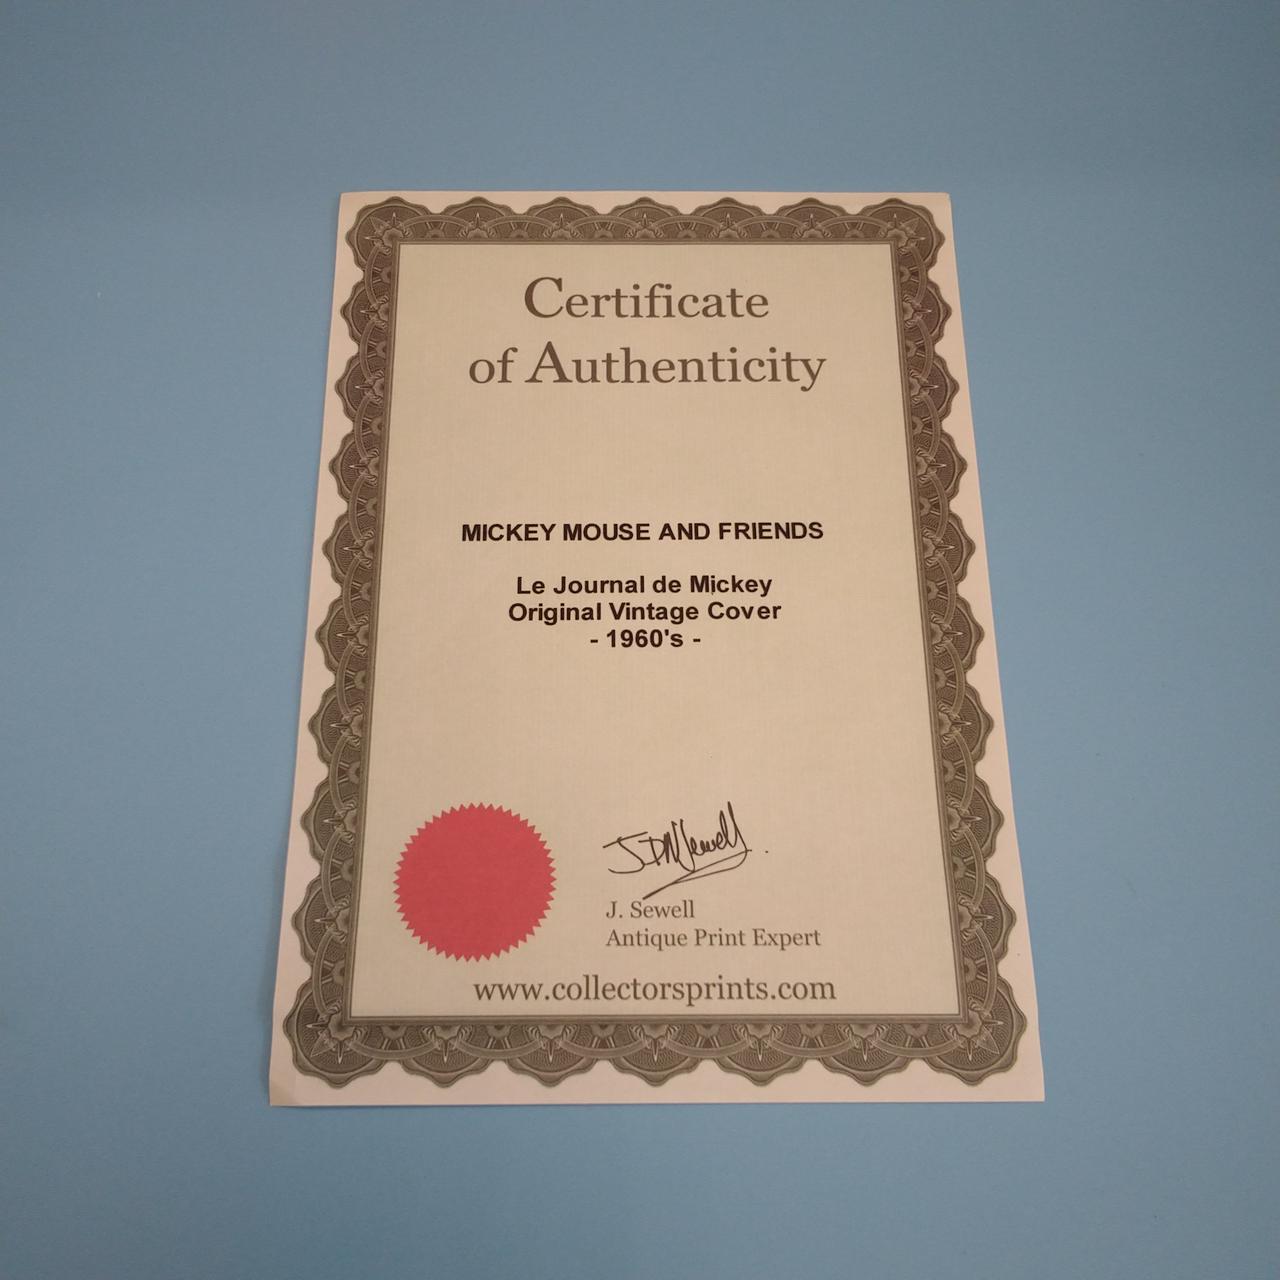 Certificate
of Authenticity
MICKEY MOUSE AND FRIENDS
Le Journal de Mickey
Original Vintage Cover
- 1960's -
J. Sewell
Antique Print Expert
www.collectorsprints.com